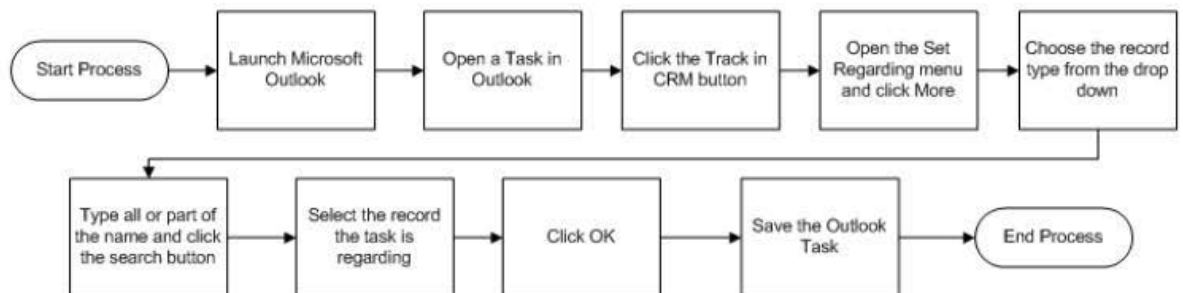 Start Process
Launch Microsoft
Outlook
Open a Task in
Outlook
Click the Track in
CRM button
Open the Set
Regarding menu
and click More
Choose the record
type from the drop
down
Type all or part of
the name and click
the search button
Select the record
the task is
regarding
Click OK
Save the Outlook
Task
End Process